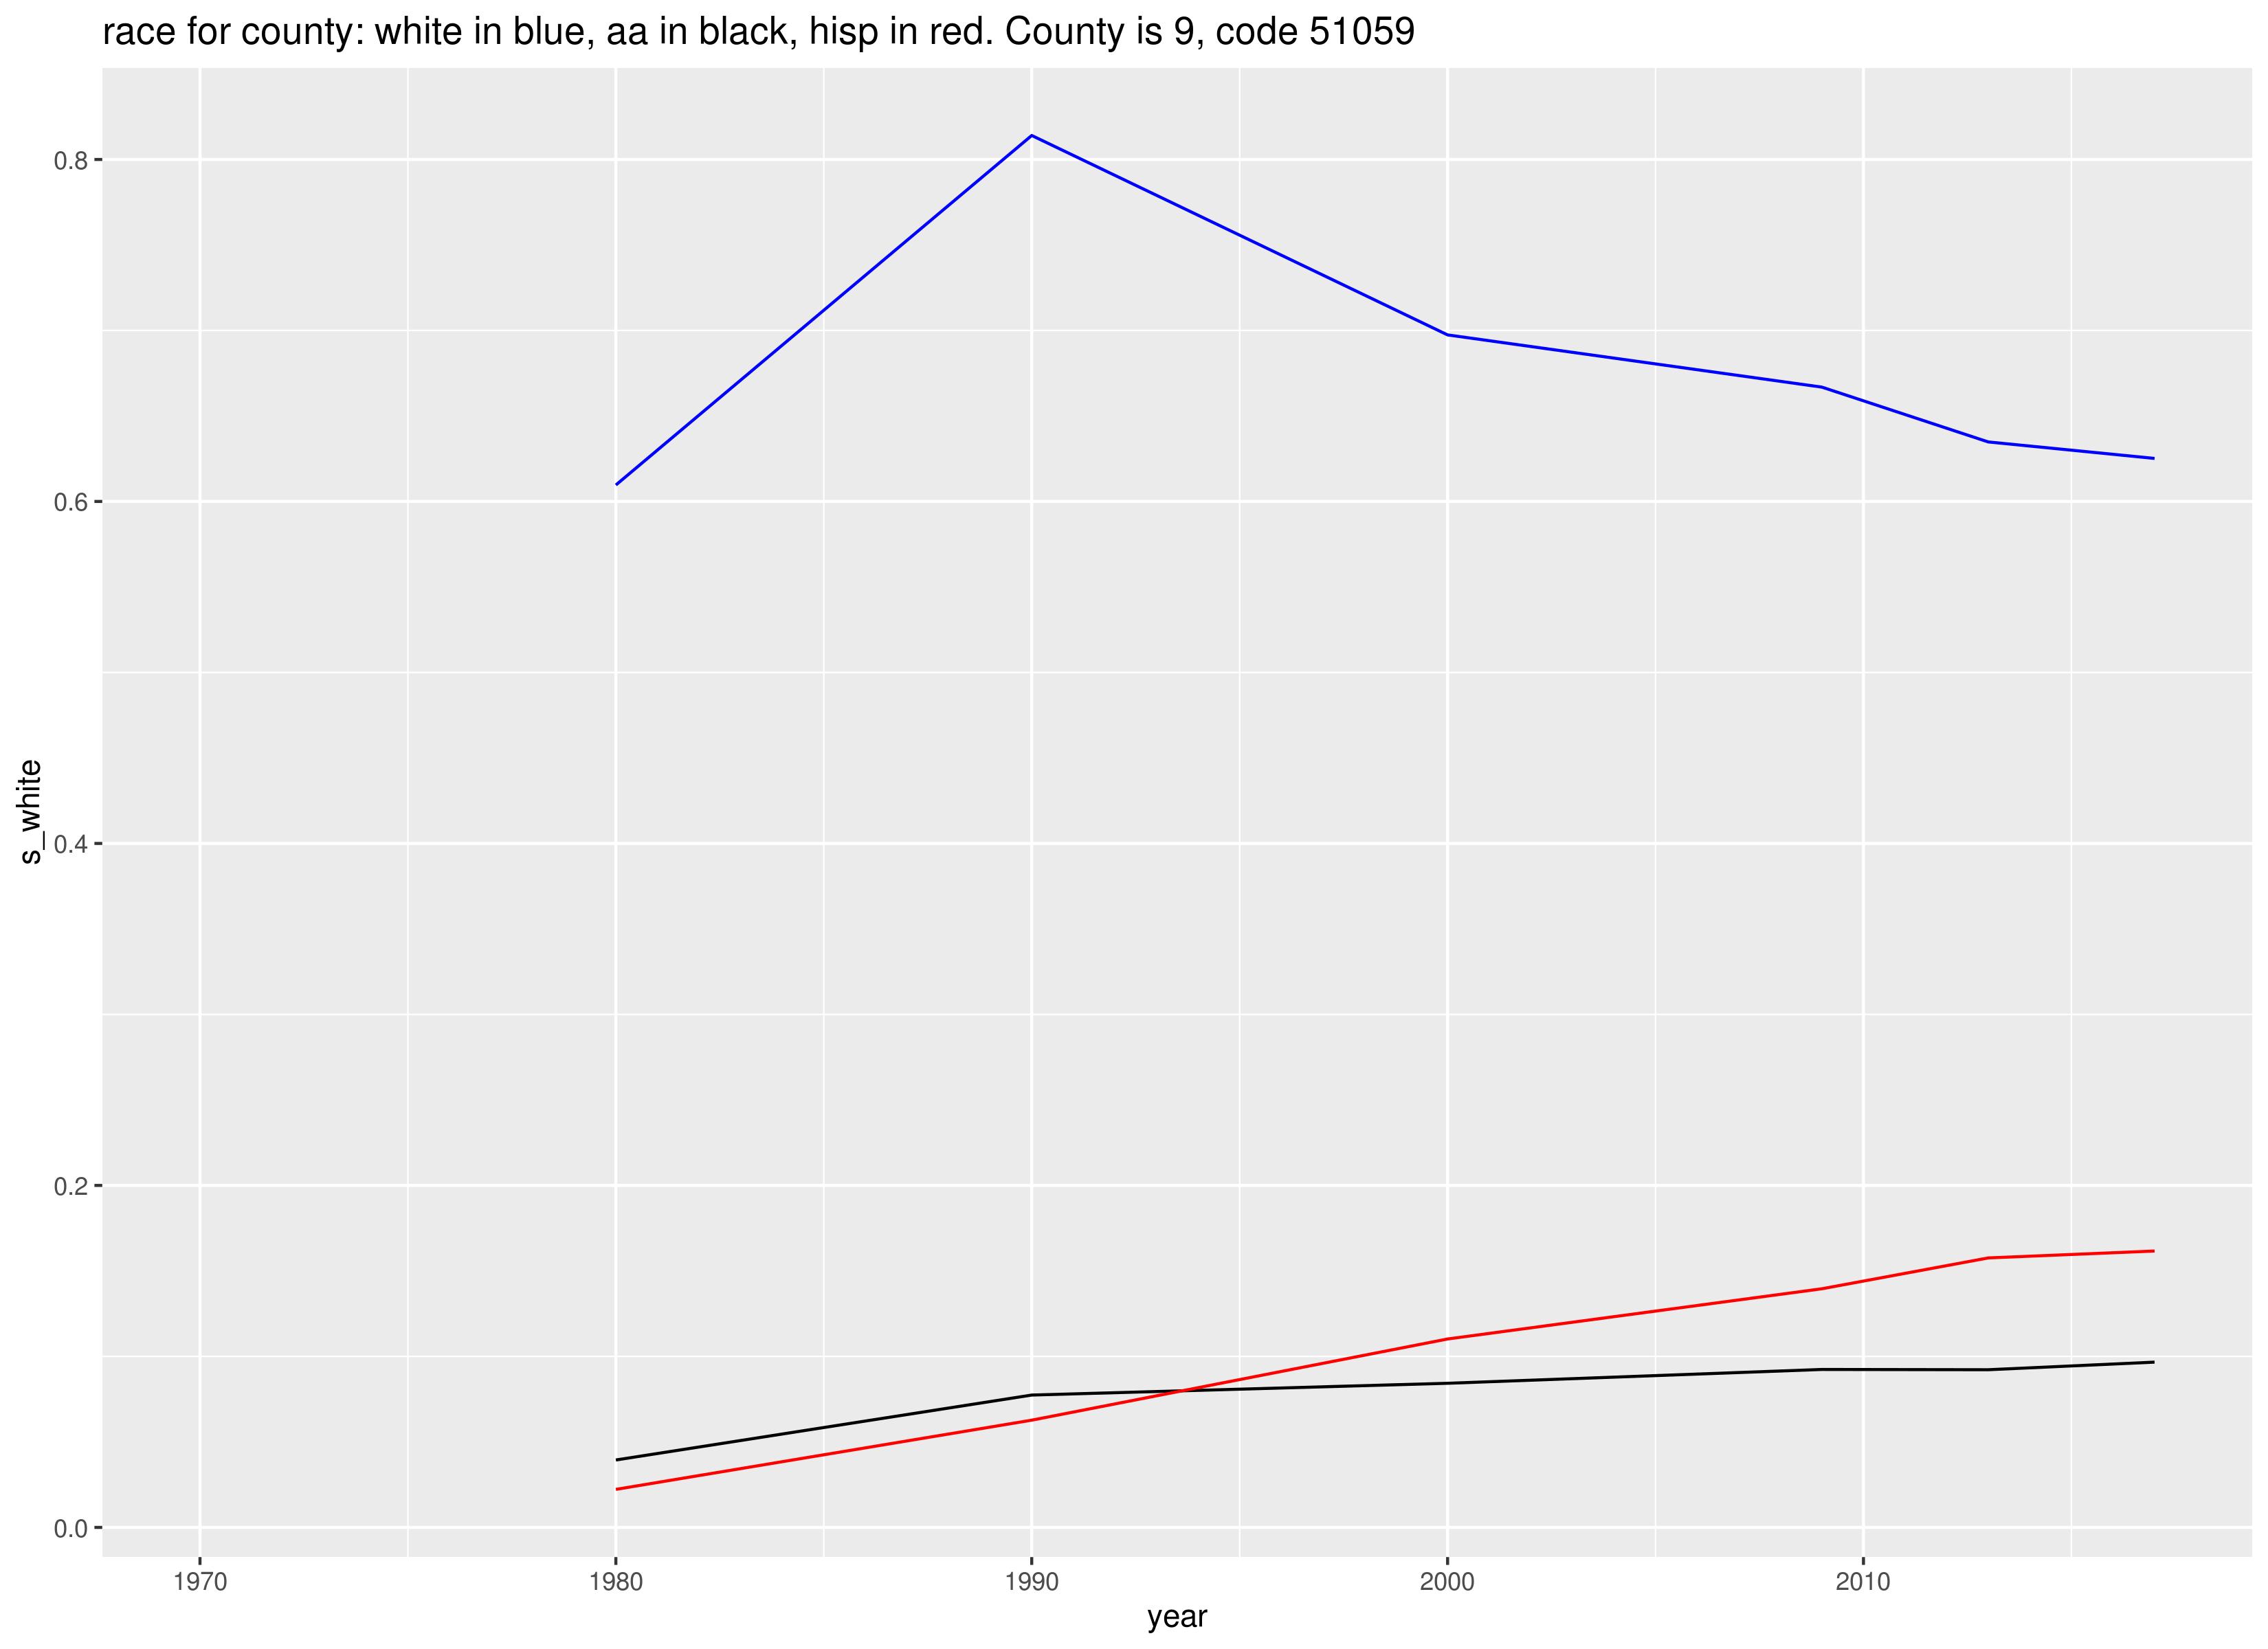 race for county: white in blue, aa in black, hisp in red. County is 9, code 51059
0.8
0.6
0.4
0.2
0.0
s_white
1970 1980 1990 2000 2010
year